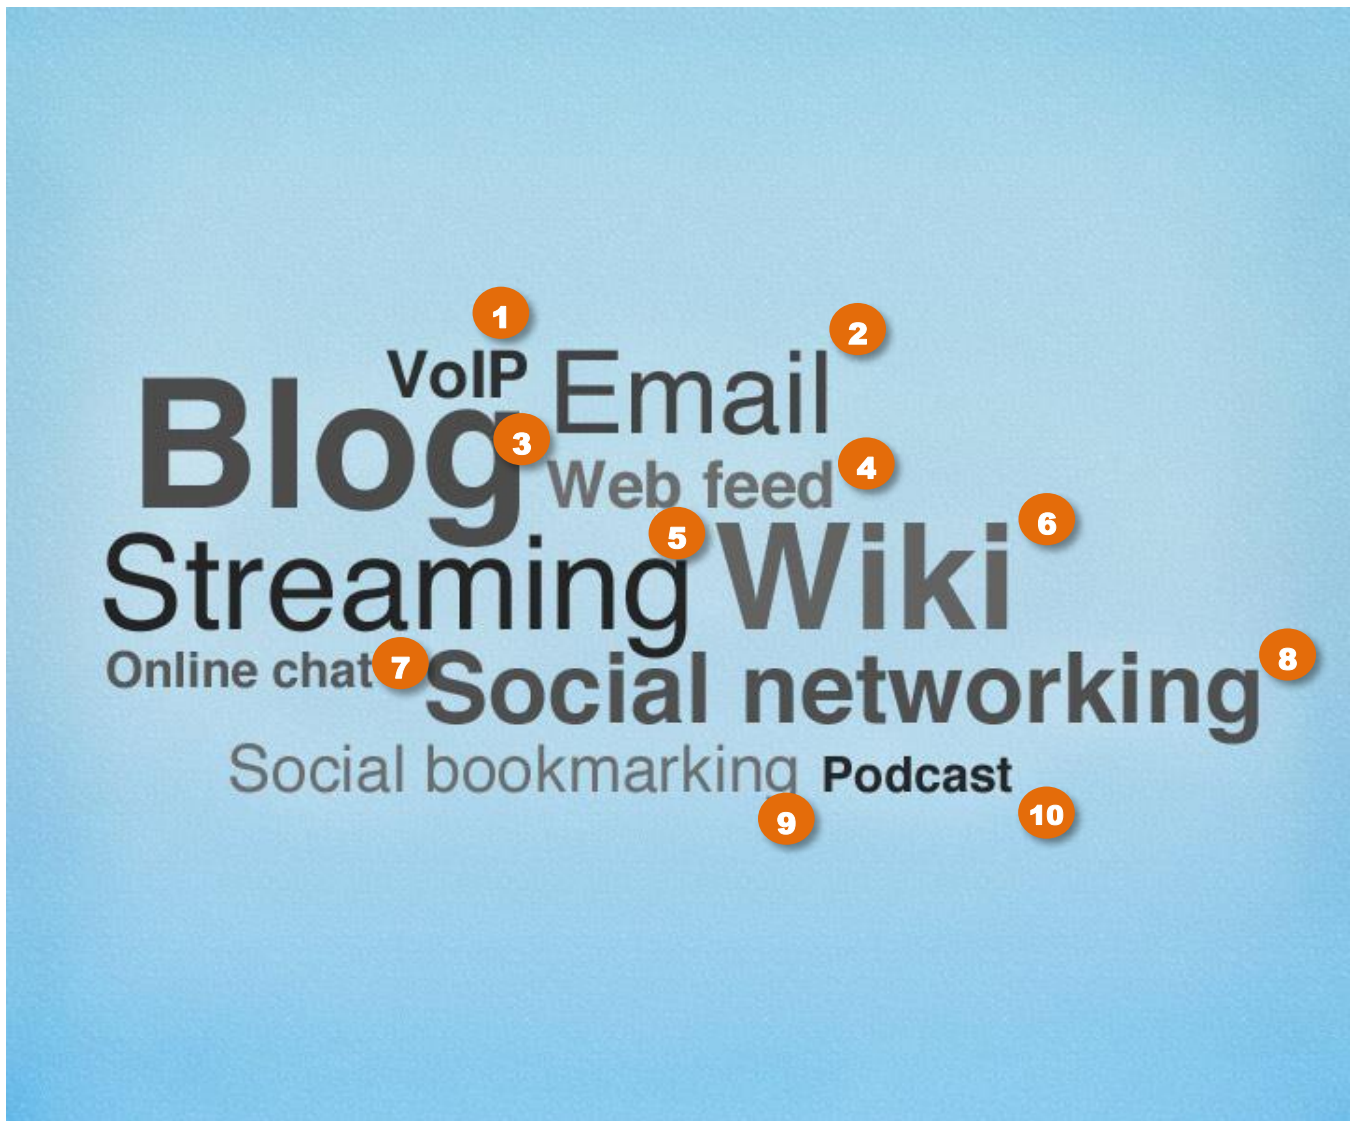 1
2
VoIP
Email
Blog
3
Web feed
4
5
6
Streaming
Wiki
Online chat
7
Social networking
8
Social bookmarking
Podcast
9
10